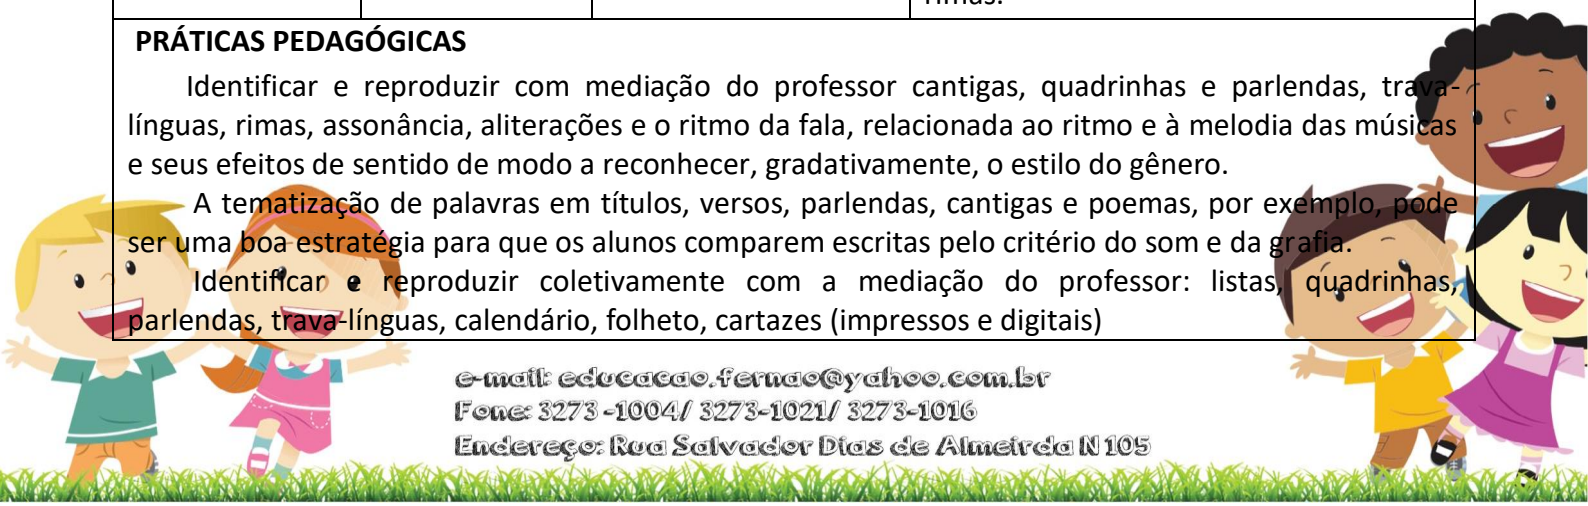 rimas.
PRÁTICAS PEDAGÓGICAS
Identificar e reproduzir com mediação do professor cantigas, quadrinhas e parlendas, trava-
línguas, rimas, assonância, aliterações e o ritmo da fala, relacionada ao ritmo e à melodia das músicas
e seus efeitos de sentido de modo a reconhecer, gradativamente, o estilo do gênero.
A tematização de palavras em títulos, versos, parlendas, cantigas e poemas, por exemplo, pode
ser uma boa estratégia para que os alunos comparem escritas pelo critério do som e da grafia.
Identificar e reproduzir coletivamente com a mediação do professor: listas, quadrinhas,
parlendas, trava-línguas, calendário, folheto, cartazes (impressos e digitais)
e-mail: educacao.fernao@yahoo.com.br
Fone: 3273 -1004/ 3273-1021/ 3273-1016
Endereço: Rua Salvador Dias de Almeirda N 105